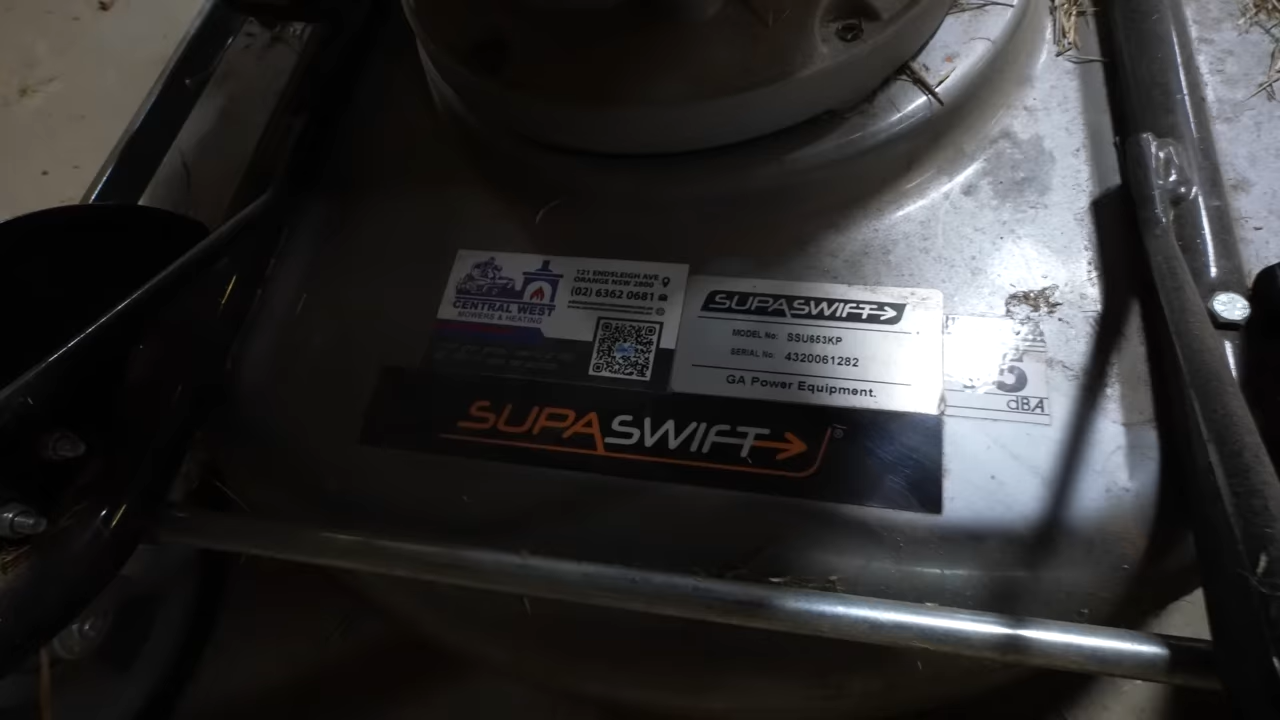 CENTRAL WEST
MOWERS & HEATING
121 ENDSLEIGH AVE
ORANGE NSW 2800
(02) 6362 0681
SUPASWIFT
MODEL No: SSU653KP
SERIAL No: 4320061282
GA Power Equipment.
5
dBA
SUPASWIFT